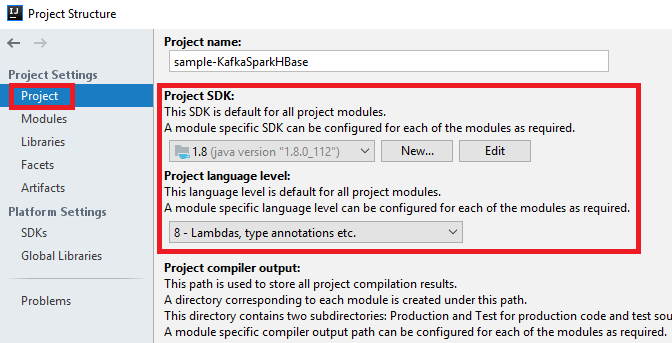 IJ Project Structure
Project Settings
Project
Modules
Libraries
Facets
Artifacts
Platform Settings
SDKs
Global Libraries
Problems
Project name:
sample-KafkaSparkHBase
Project SDK:
This SDK is default for all project modules.
A module specific SDK can be configured for each of the modules as required.
1.8 (java version "1.8.0_112") New... Edit
Project language level:
This language level is default for all project modules.
A module specific language level can be configured for each of the modules as required.
8 - Lambdas, type annotations etc.
Project compiler output:
This path is used to store all project compilation results.
A directory corresponding to each module is created under this path.
This directory contains two subdirectories: Production and Test for production code and test sou
A module specific compiler output path can be configured for each of the modules as required.